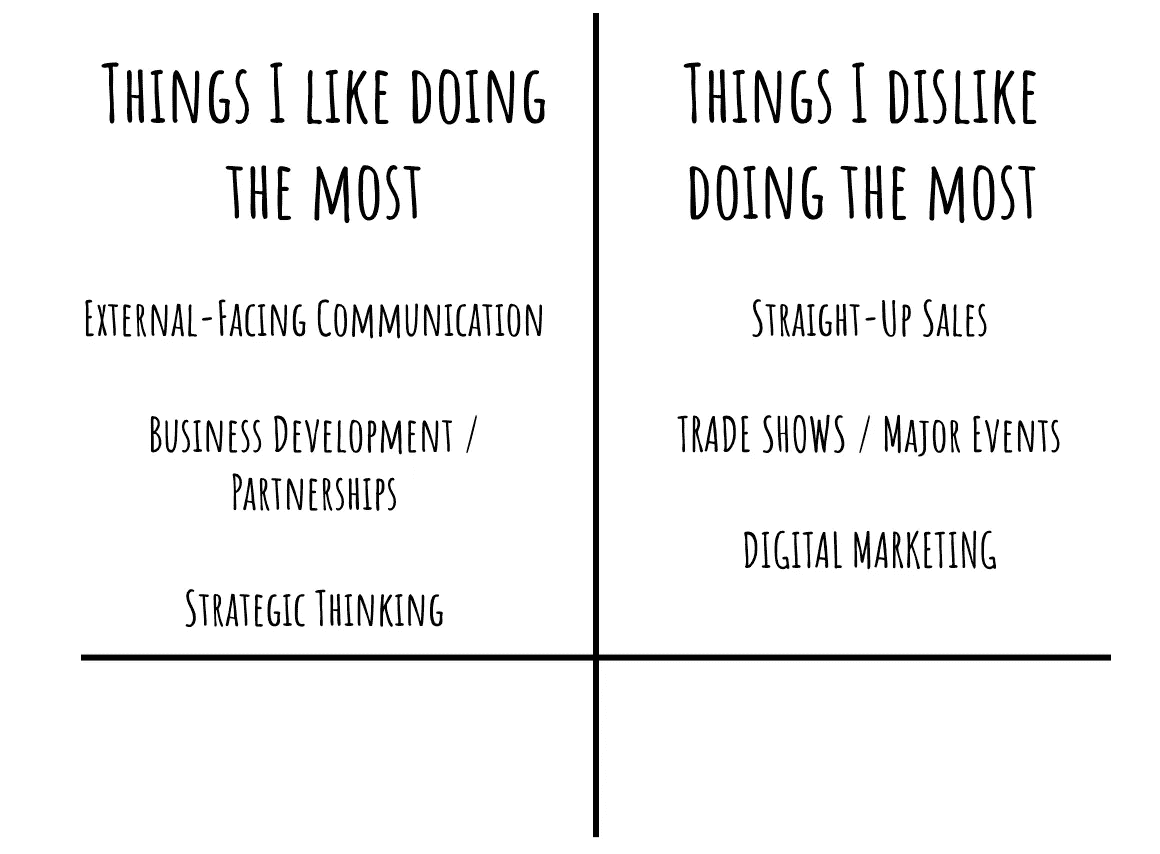 Things I like doing
the most
External-Facing Communication
Business Development /
Partnerships
Strategic Thinking
Things I dislike
doing the most
Straight-Up Sales
TRADE SHOWS / Major Events
DIGITAL MARKETING